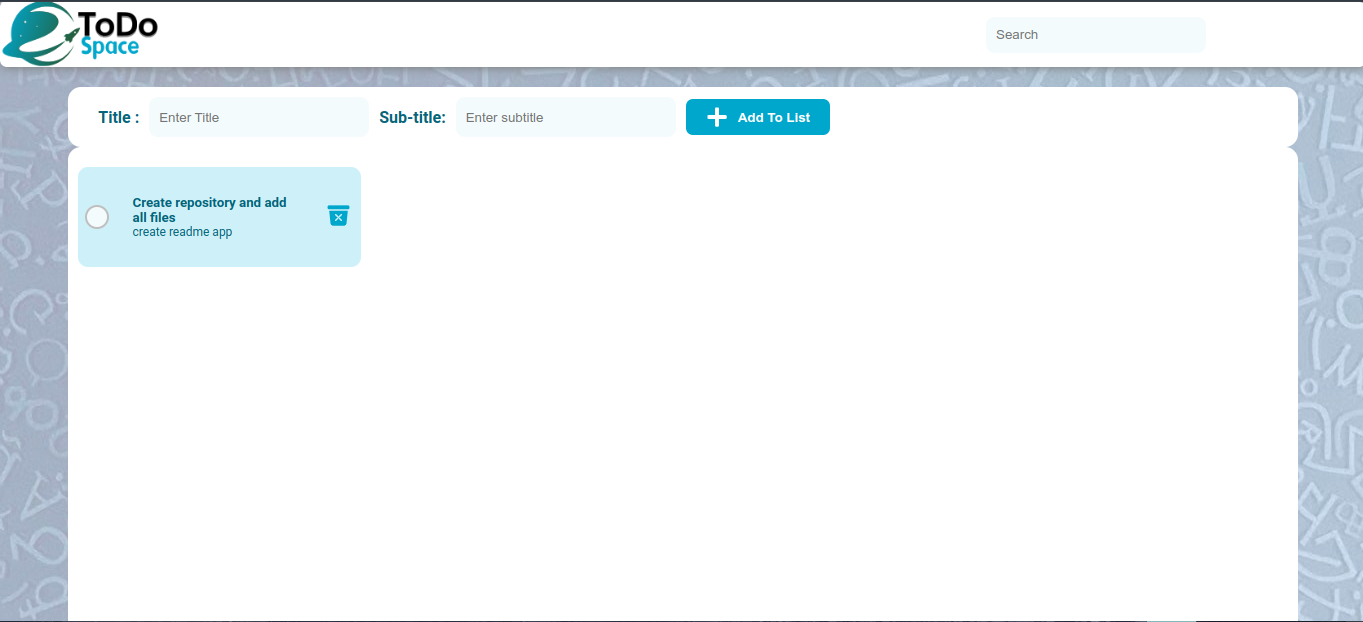 ToDo
Space
Search
Title :
Enter Title
Sub-title:
Enter subtitle
Add To List
Create repository and add
all files
create readme app